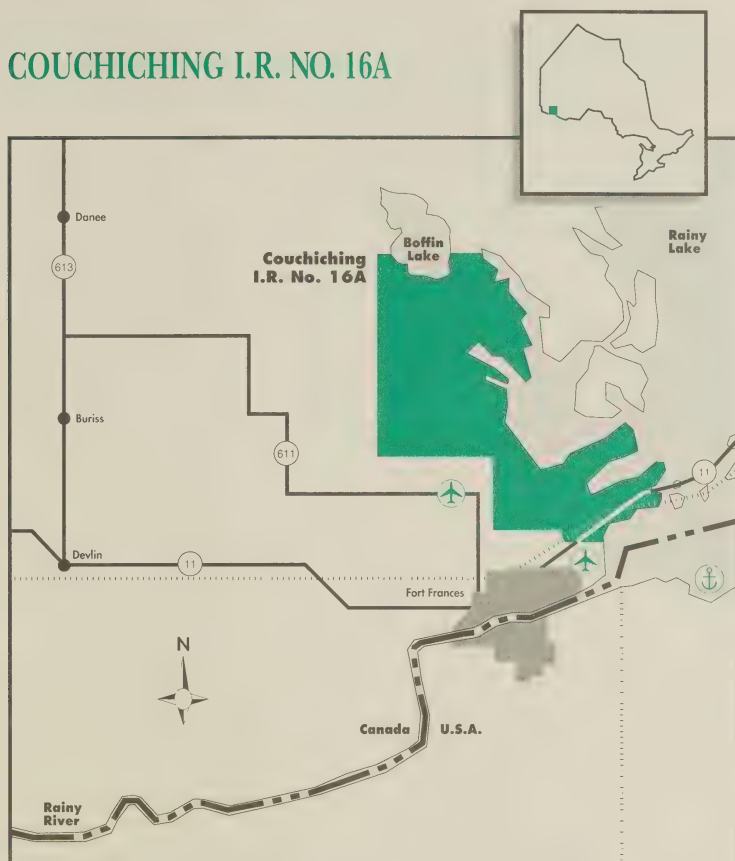 COUCHICHING I.R. NO. 16A
Danee
613
Couchiching
I.R. No. 16A
Boffin
Lake
Rainy
Lake
Buriss
611
11
Devlin
11
Fort Frances
N
Canada U.S.A.
Rainy
River